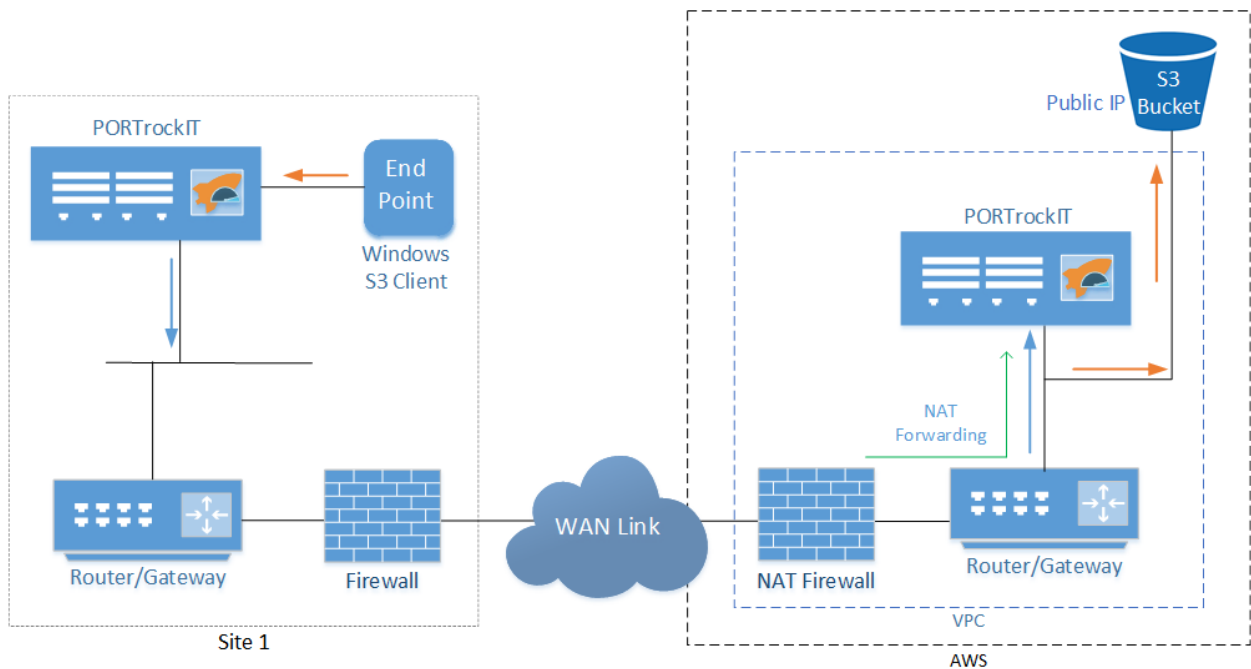 PORTrockIT
End
Point
Windows
S3 Client
Router/Gateway
Firewall
Site 1
WAN Link
S3
Bucket
Public IP
PORTrockIT
NAT
Forwarding
NAT Firewall
Router/Gateway
VPC
AWS